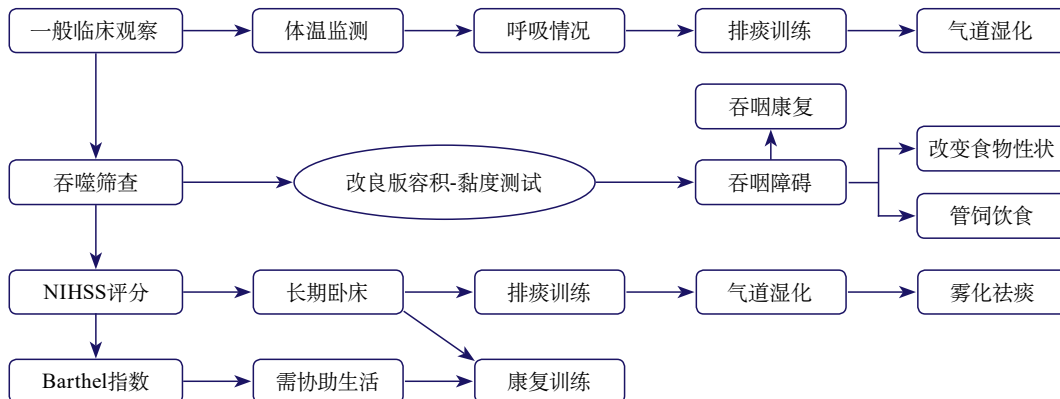 一般临床观察
体温监测
呼吸情况
排痰训练
气道湿化
吞咽康复
吞噬筛查
改良版容积-黏度测试
吞咽障碍
改变食物性状
管饲饮食
NIHSS评分
长期卧床
排痰训练
气道湿化
雾化祛痰
Barthel指数
需协助生活
康复训练